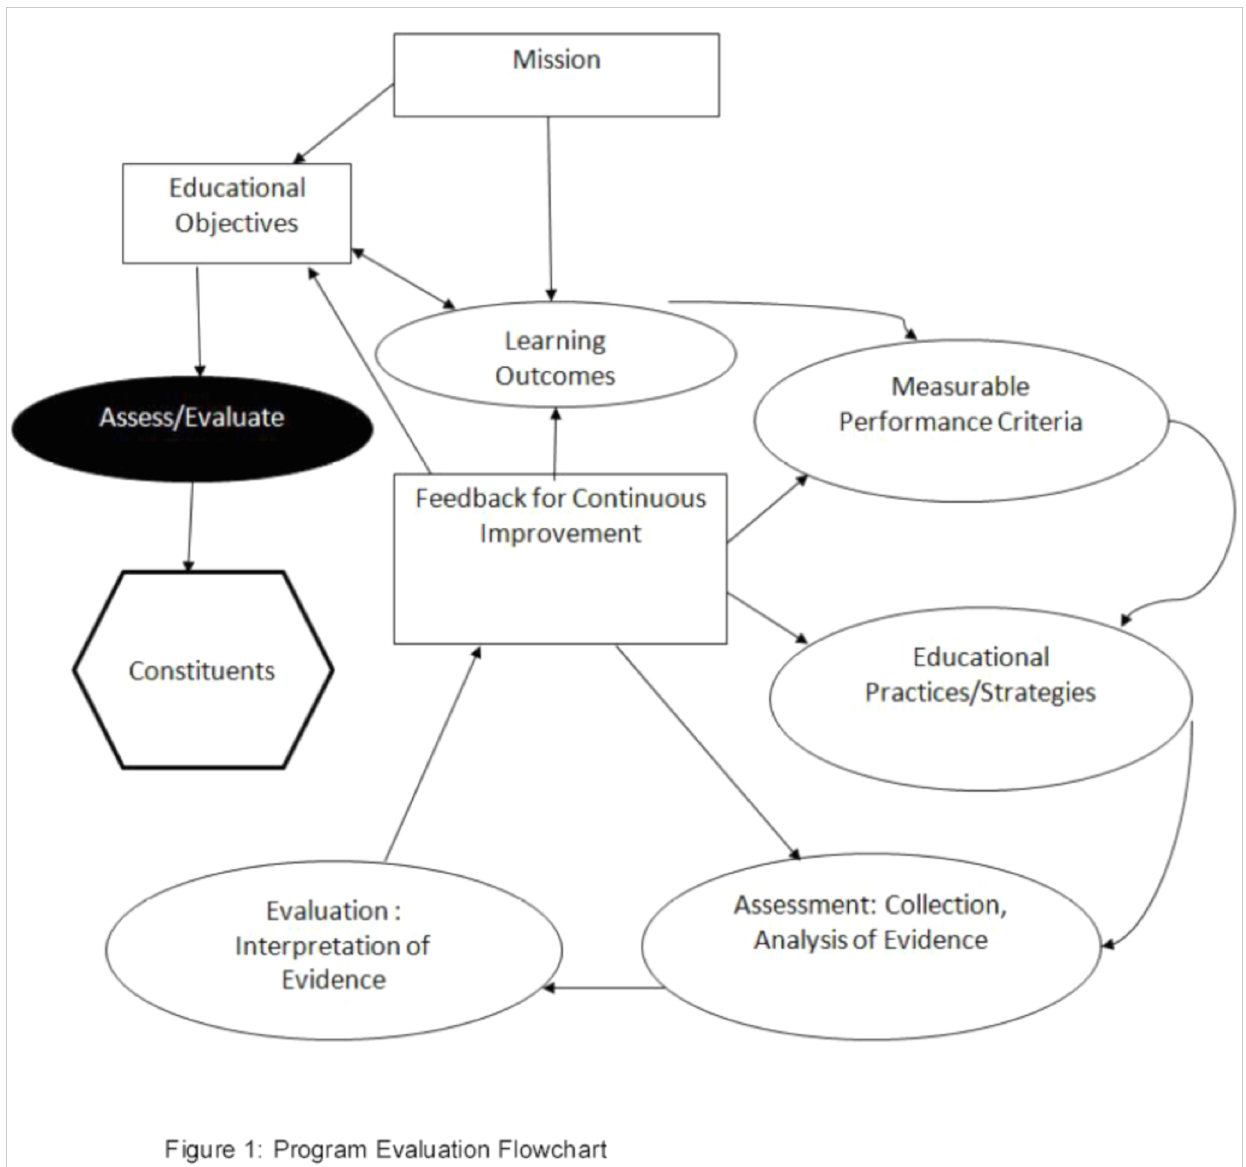 Mission
Educational
Objectives
Learning
Outcomes
Measurable
Performance Criteria
Assess/Evaluate
Feedback for Continuous
Improvement
Constituents
Educational
Practices/Strategies
Evaluation :
Interpretation of
Evidence
Assessment: Collection,
Analysis of Evidence
Figure 1: Program Evaluation Flowchart